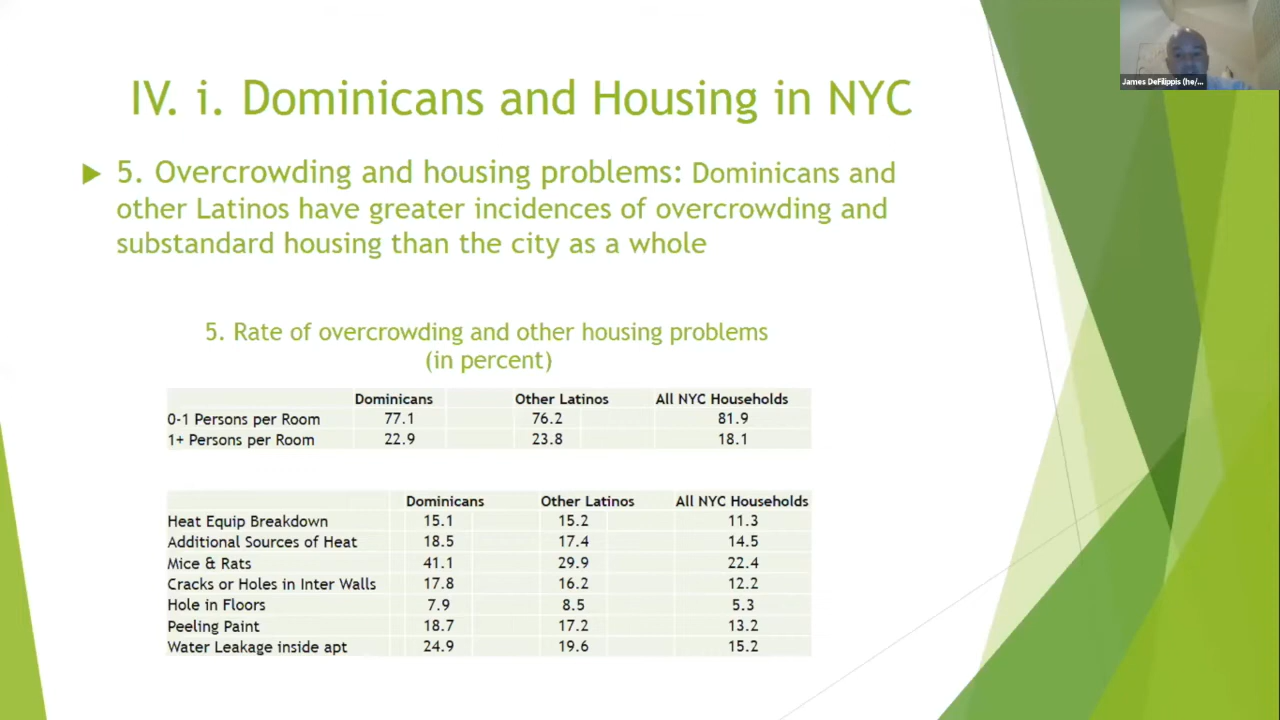 James DeFilippis (he/...
IV. i. Dominicans and Housing in NYC
5. Overcrowding and housing problems: Dominicans and
other Latinos have greater incidences of overcrowding and
substandard housing than the city as a whole
5. Rate of overcrowding and other housing problems
(in percent)
Dominicans Other Latinos All NYC Households
0-1 Persons per Room 77.1 76.2 81.9
1+ Persons per Room 22.9 23.8 18.1
Dominicans Other Latinos All NYC Households
Heat Equip Breakdown 15.1 15.2 11.3
Additional Sources of Heat 18.5 17.4 14.5
Mice & Rats 41.1 29.9 22.4
Cracks or Holes in Inter Walls 17.8 16.2 12.2
Hole in Floors 7.9 8.5 5.3
Peeling Paint 18.7 17.2 13.2
Water Leakage inside apt 24.9 19.6 15.2